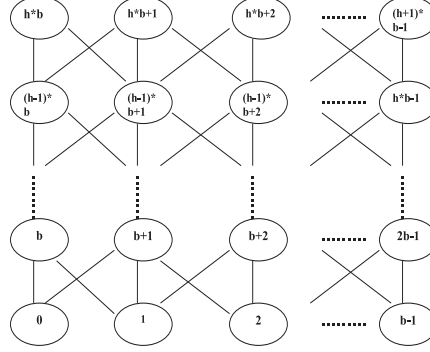 h*b h*b+1 h*b+2 (h+1)*
b-1
(h-1)*
b
(h-1)*
b+1
(h-1)*
b+2
h*b-1
b b+1 b+2 2b-1
0 1 2 b-1